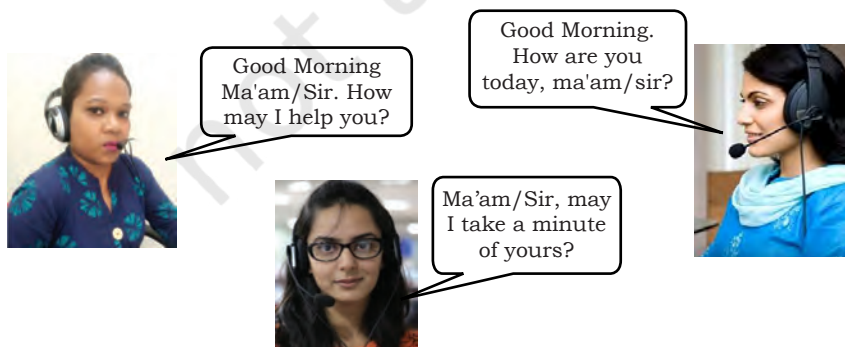 Good Morning
Ma'am/Sir. How
may I help you?
Good Morning.
How are you
today, ma'am/sir?
Ma’am/Sir, may
I take a minute
of yours?
not